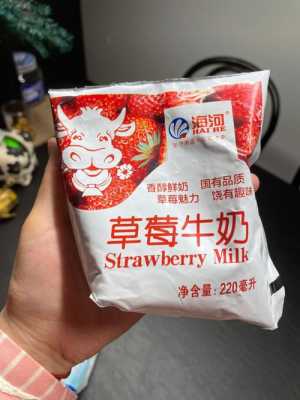 海河
HAI HE
香醇鲜奶 国有品质
草莓魅力 饶有趣味
草莓牛奶
Strawberry Milk
净含量: 220毫升